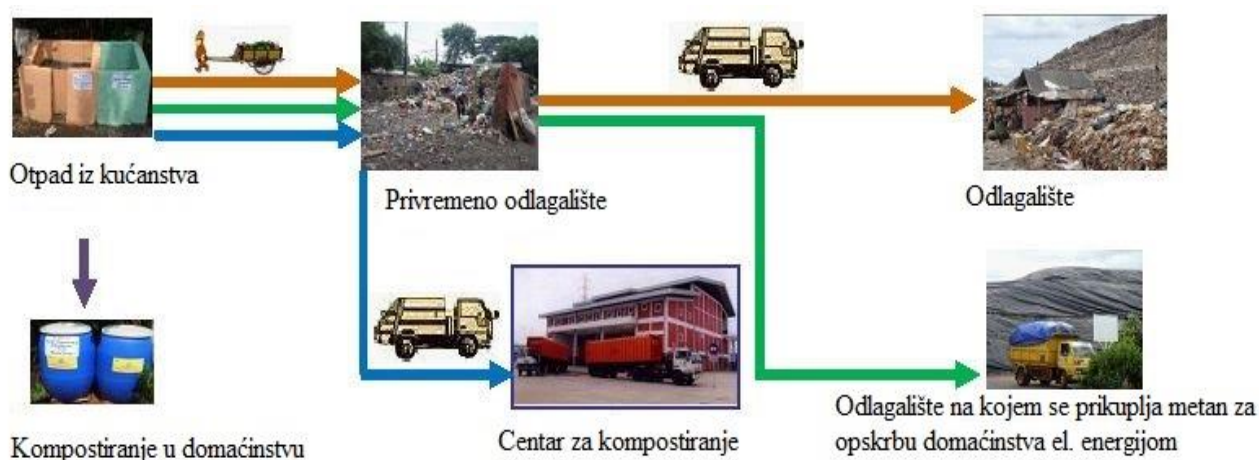 Otpad iz kućanstva
Privremeno odlagalište
Odlagalište
Kompostiranje u domaćinstvu
Centar za kompostiranje
Odlagalište na kojem se prikuplja metan za
opskrbu domaćinstva el. energijom